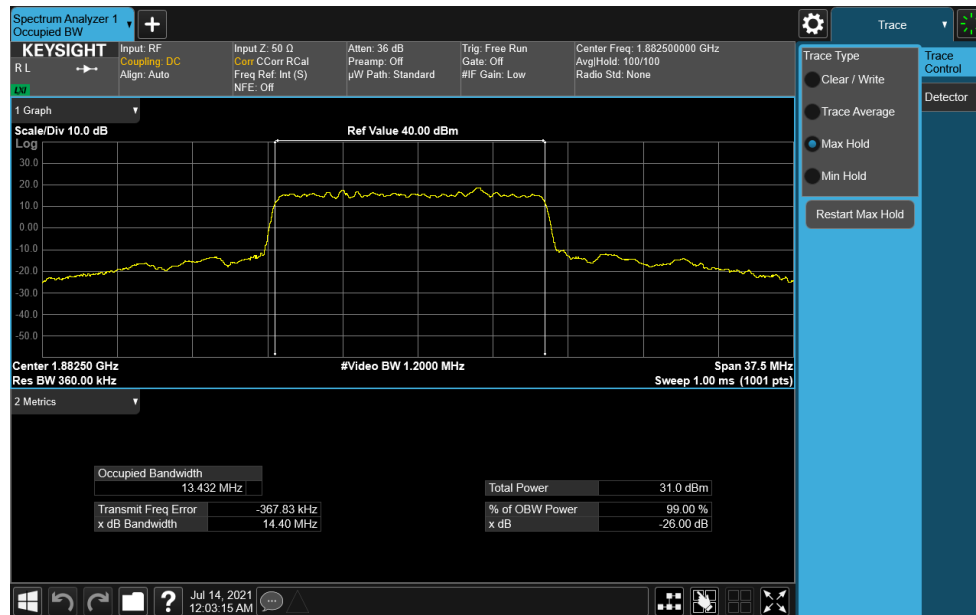 Spectrum Analyzer 1
Occupied BW
KEYSIGHT
R L
LXI
Input: RF
Coupling: DC
Align: Auto
Input Z: 50 Ω
Corr CCorr RCal
Freq Ref: Int (S)
NFE: Off
Atten: 36 dB
Preamp: Off
µW Path: Standard
Trig: Free Run
Gate: Off
#IF Gain: Low
Center Freq: 1.882500000 GHz
Avg|Hold: 100/100
Radio Std: None
1 Graph
Scale/Div 10.0 dB
Ref Value 40.00 dBm
Log
30.0
20.0
10.0
0.00
-10.0
-20.0
-30.0
-40.0
-50.0
Center 1.88250 GHz
#Video BW 1.2000 MHz
Span 37.5 MHz
Res BW 360.00 kHz
Sweep 1.00 ms (1001 pts)
2 Metrics
Occupied Bandwidth
13.432 MHz
Total Power 31.0 dBm
Transmit Freq Error -367.83 kHz
% of OBW Power 99.00 %
x dB Bandwidth 14.40 MHz
x dB -26.00 dB
Jul 14, 2021
12:03:15 AM
Trace
Trace Type
Clear / Write
Trace Average
Max Hold
Min Hold
Restart Max Hold
Trace
Control
Detector